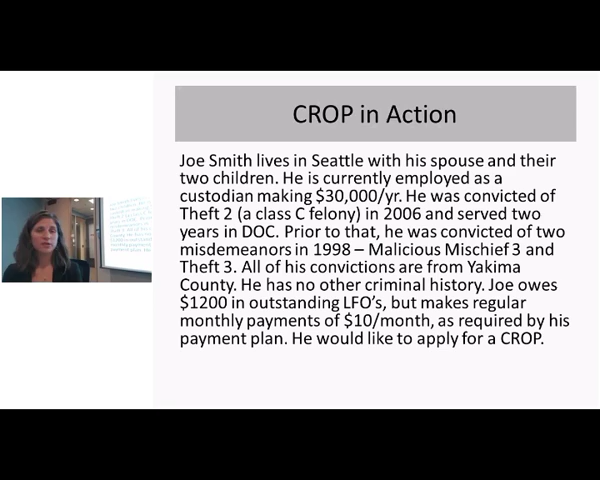 CROP in Action
Joe Smith lives in Seattle with his spouse and their
two children. He is currently employed as a
custodian making $30,000/yr. He was convicted of
Theft 2 (a class C felony) in 2006 and served two
years in DOC. Prior to that, he was convicted of two
misdemeanors in 1998 – Malicious Mischief 3 and
Theft 3. All of his convictions are from Yakima
County. He has no other criminal history. Joe owes
$1200 in outstanding LFO's, but makes regular
monthly payments of $10/month, as required by his
payment plan. He would like to apply for a CROP.